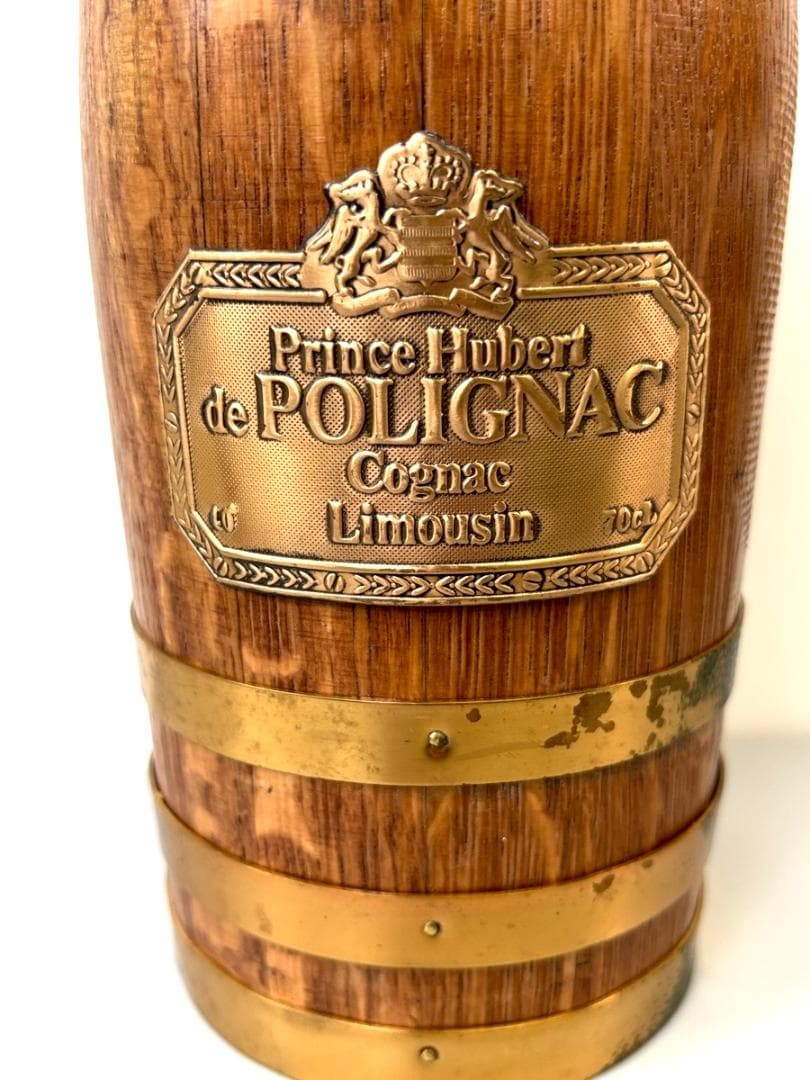 Prince Hubert
de POLIGNAC
Cognac
Limousin
40° 70cl